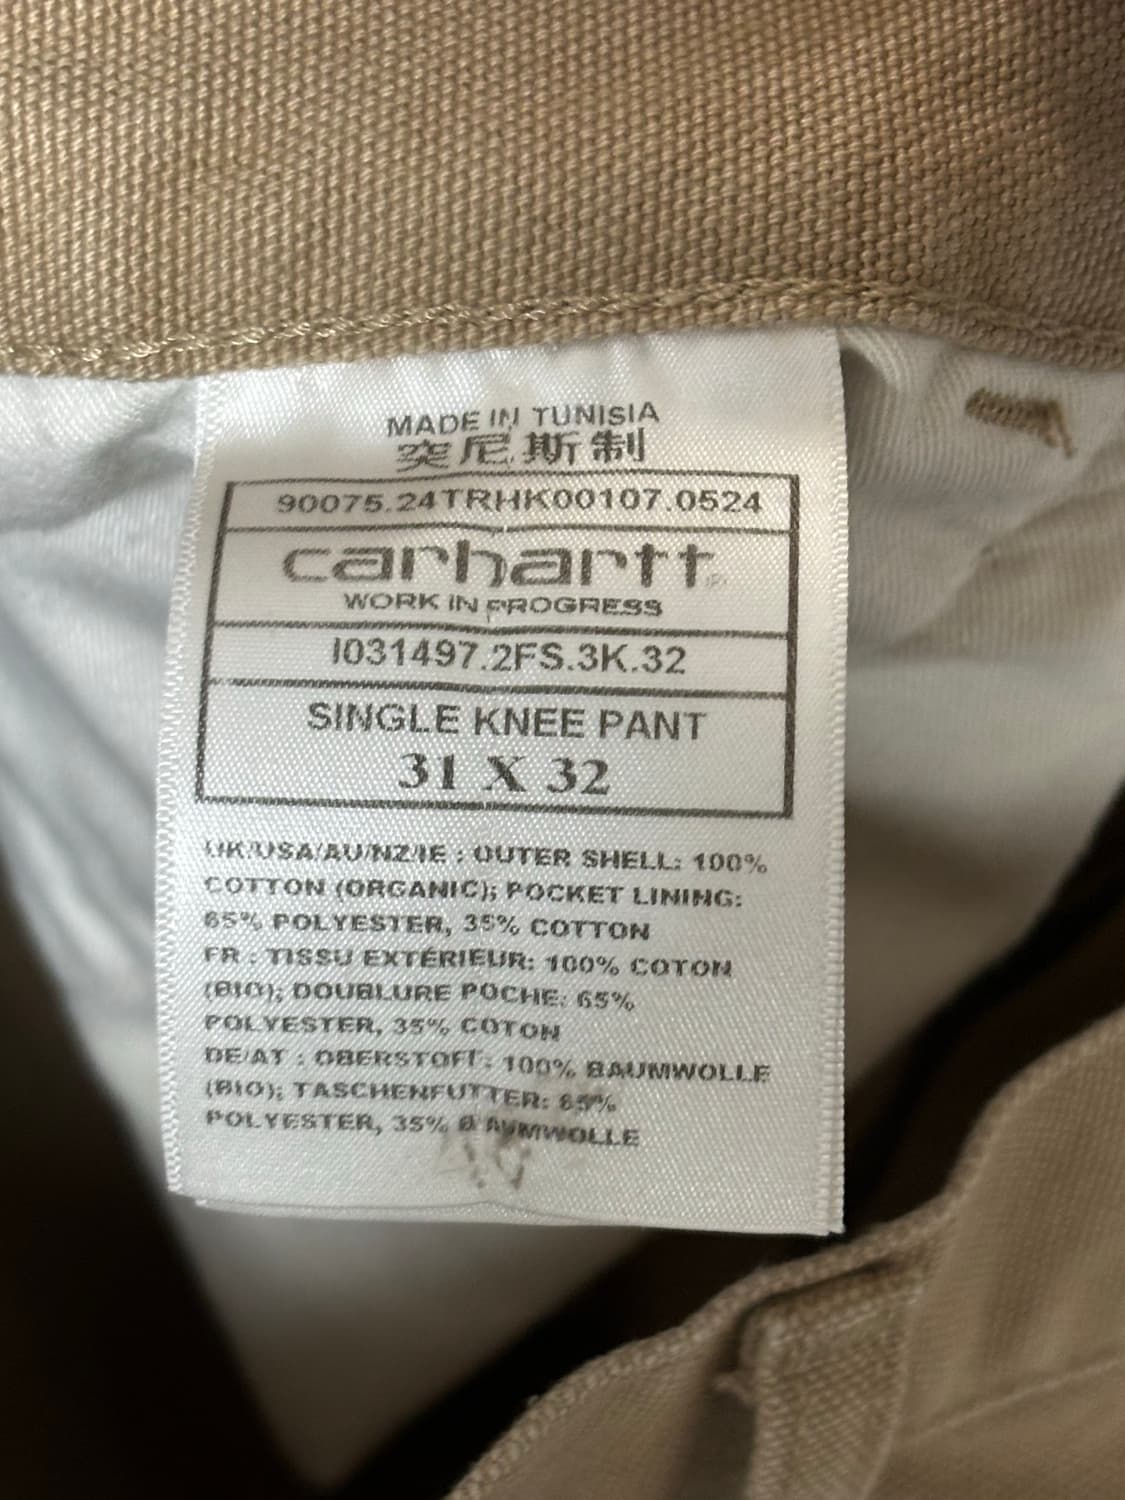 MADE IN TUNISIA
突尼斯制
90075.24TRHK00107.0524
carhartt®
WORK IN PROGRESS
I031497.2FS.3K.32
SINGLE KNEE PANT
31 X 32
UK/USA/AU/NZ/IE : OUTER SHELL: 100%
COTTON (ORGANIC); POCKET LINING:
65% POLYESTER, 35% COTTON
FR : TISSU EXTÉRIEUR: 100% COTON
(BIO); DOUBLURE POCHE: 65%
POLYESTER, 35% COTON
DE/AT : OBERSTOFF: 100% BAUMWOLLE
(BIO); TASCHENFUTTER: 65%
POLYESTER, 35% BAUMWOLLE